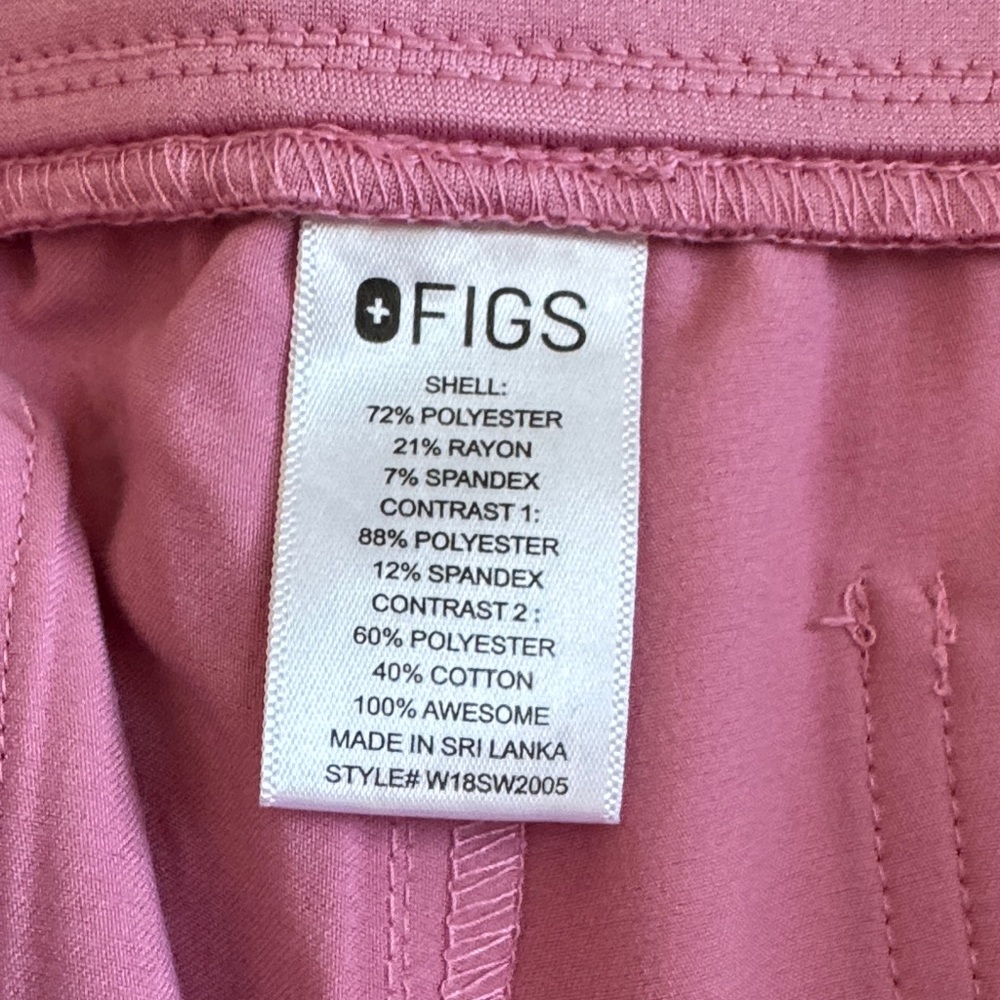 FIGS
SHELL:
72% POLYESTER
21% RAYON
7% SPANDEX
CONTRAST 1:
88% POLYESTER
12% SPANDEX
CONTRAST 2 :
60% POLYESTER
40% COTTON
100% AWESOME
MADE IN SRI LANKA
STYLE# W18SW2005